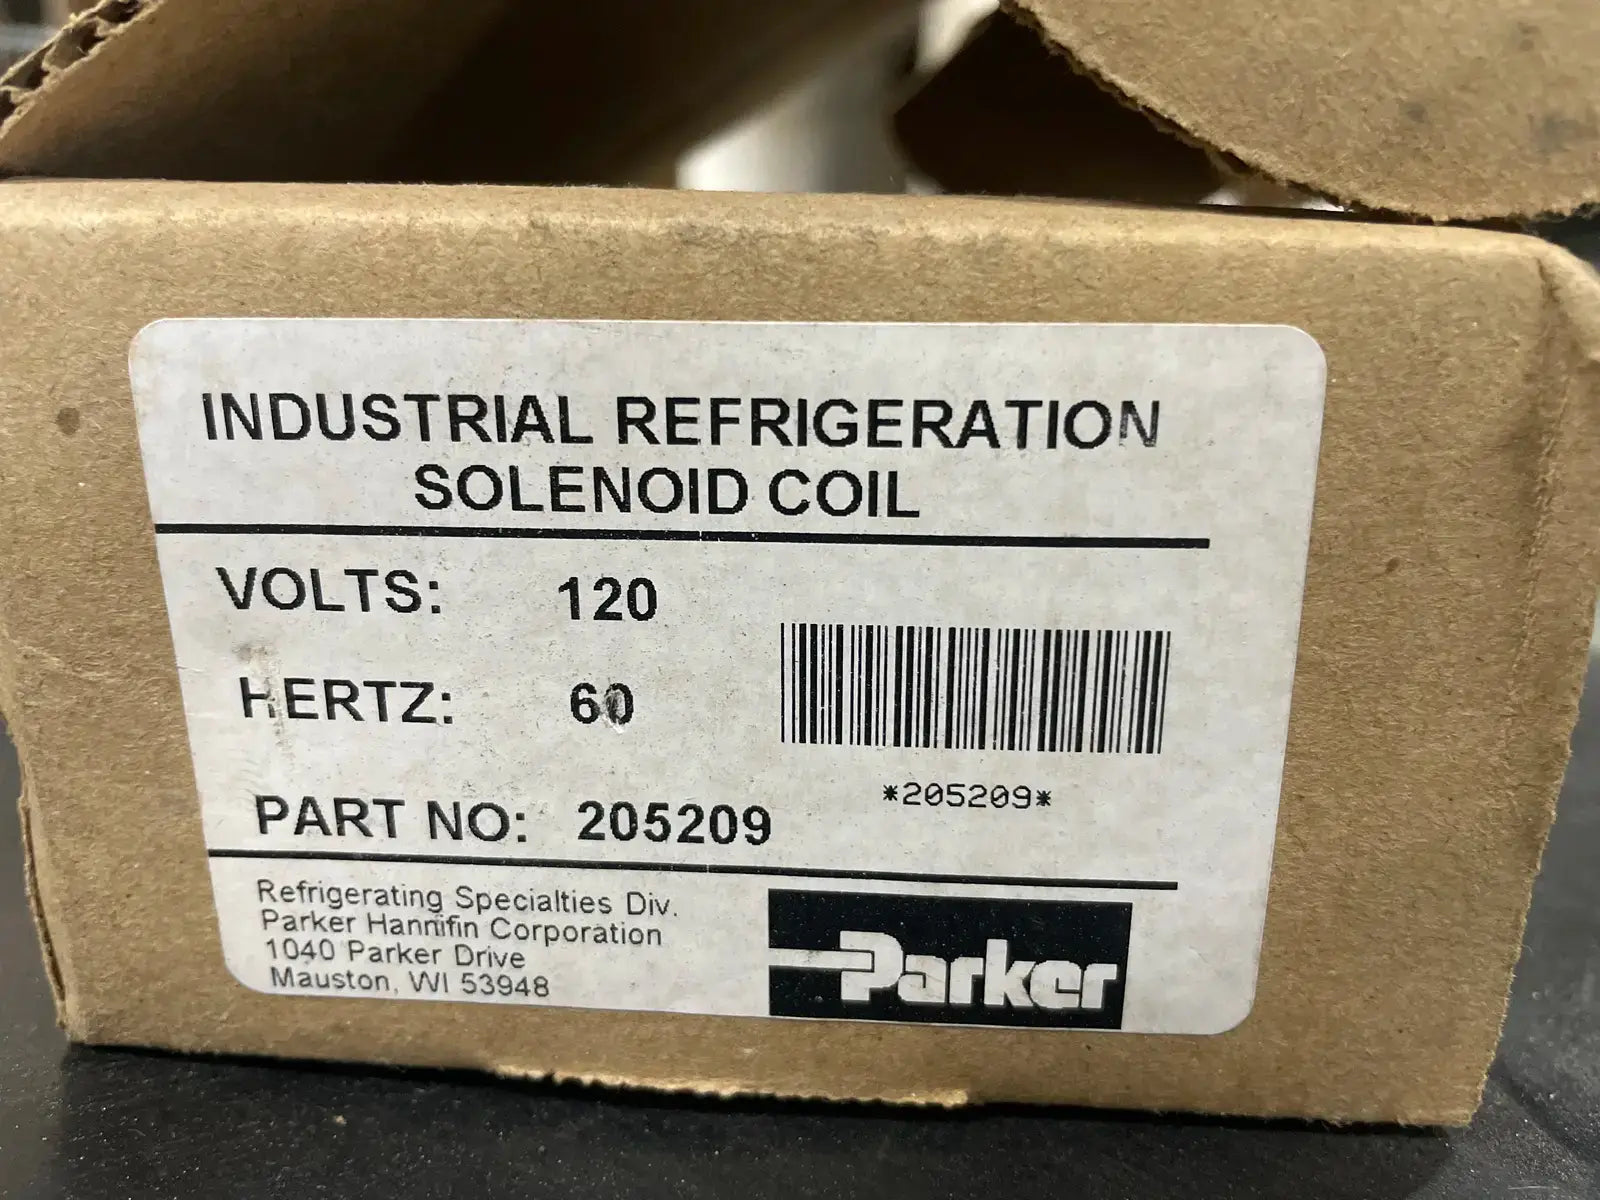 INDUSTRIAL REFRIGERATION
SOLENOID COIL
VOLTS: 120
HERTZ: 60
*205209*
PART NO: 205209
Refrigerating Specialties Div.
Parker Hannifin Corporation
1040 Parker Drive
Mauston, WI 53948
Parker